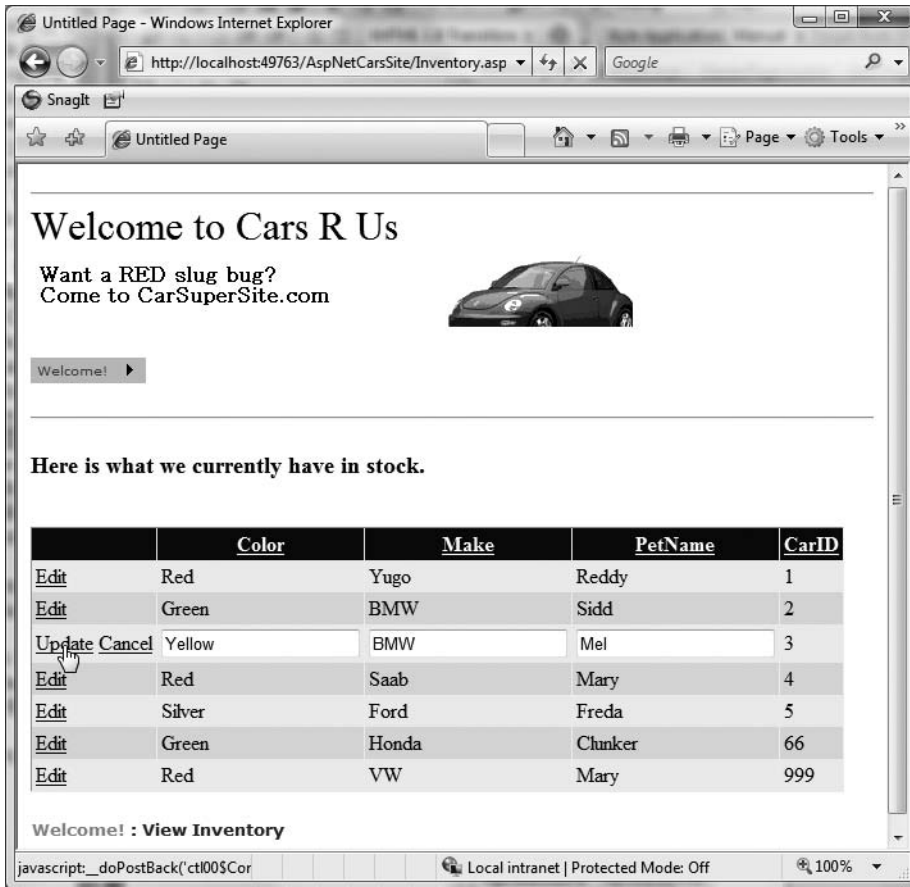 Untitled Page - Windows Internet Explorer
http://localhost:49763/AspNetCarsSite/Inventory.asp
Google
SnagIt
Untitled Page
Page
Tools
Welcome to Cars R Us
Want a RED slug bug?
Come to CarSuperSite.com
Welcome!
Here is what we currently have in stock.
Color Make PetName CarID
Edit Red Yugo Reddy 1
Edit Green BMW Sidd 2
Update Cancel Yellow BMW Mel 3
Edit Red Saab Mary 4
Edit Silver Ford Freda 5
Edit Green Honda Clunker 66
Edit Red VW Mary 999
Welcome! : View Inventory
javascript:__doPostBack('ctl00$Cor
Local intranet | Protected Mode: Off
100%